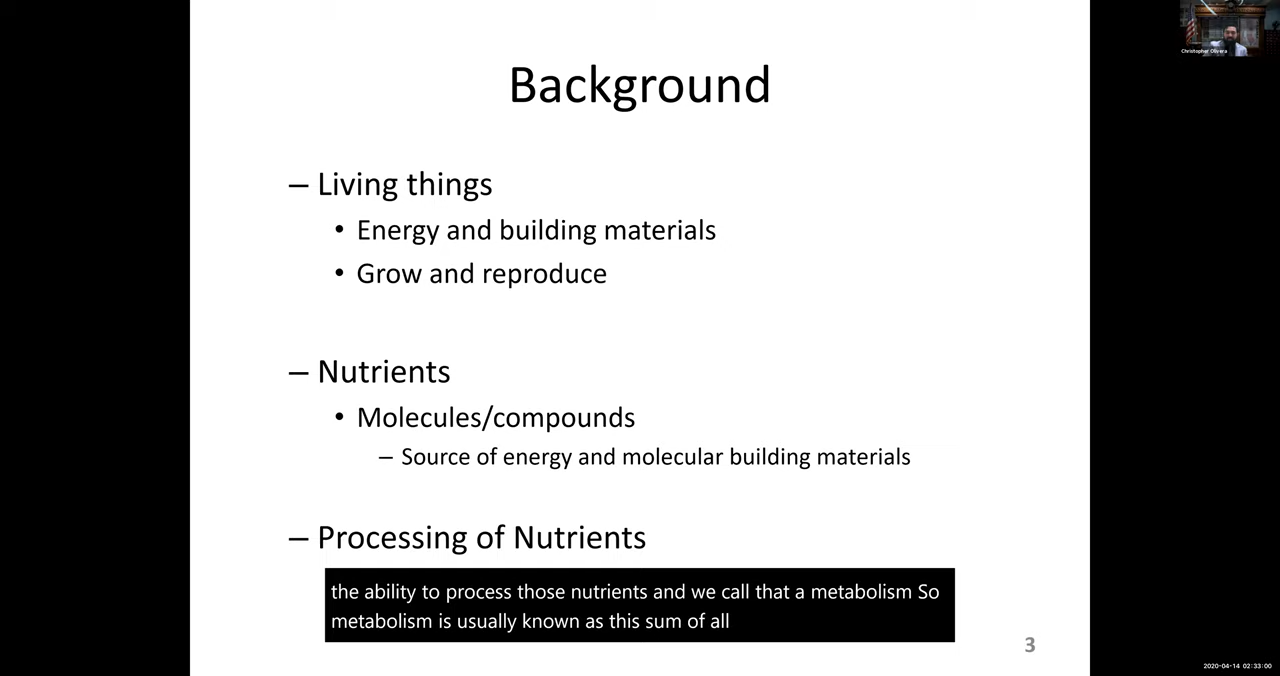 Christopher Olivera
Background
– Living things
• Energy and building materials
• Grow and reproduce
– Nutrients
• Molecules/compounds
– Source of energy and molecular building materials
– Processing of Nutrients
the ability to process those nutrients and we call that a metabolism So
metabolism is usually known as this sum of all
3
2020-04-14 02:33:00